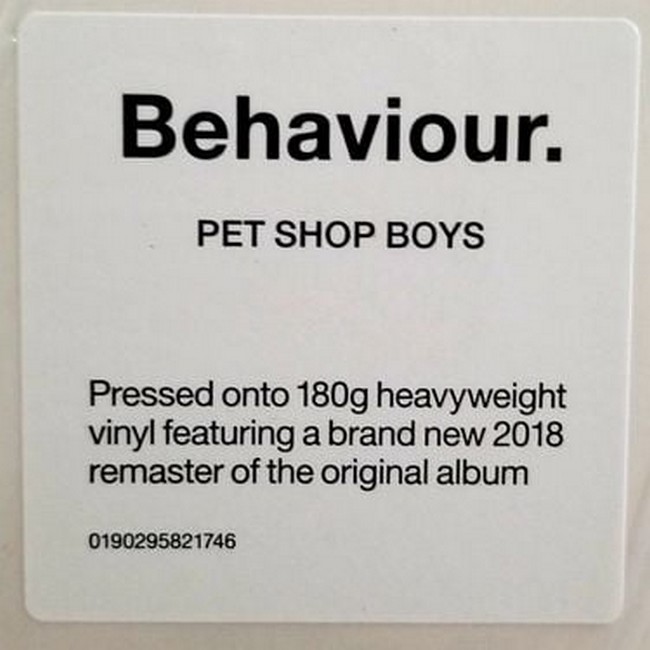 Behaviour.
PET SHOP BOYS
Pressed onto 180g heavyweight
vinyl featuring a brand new 2018
remaster of the original album
0190295821746